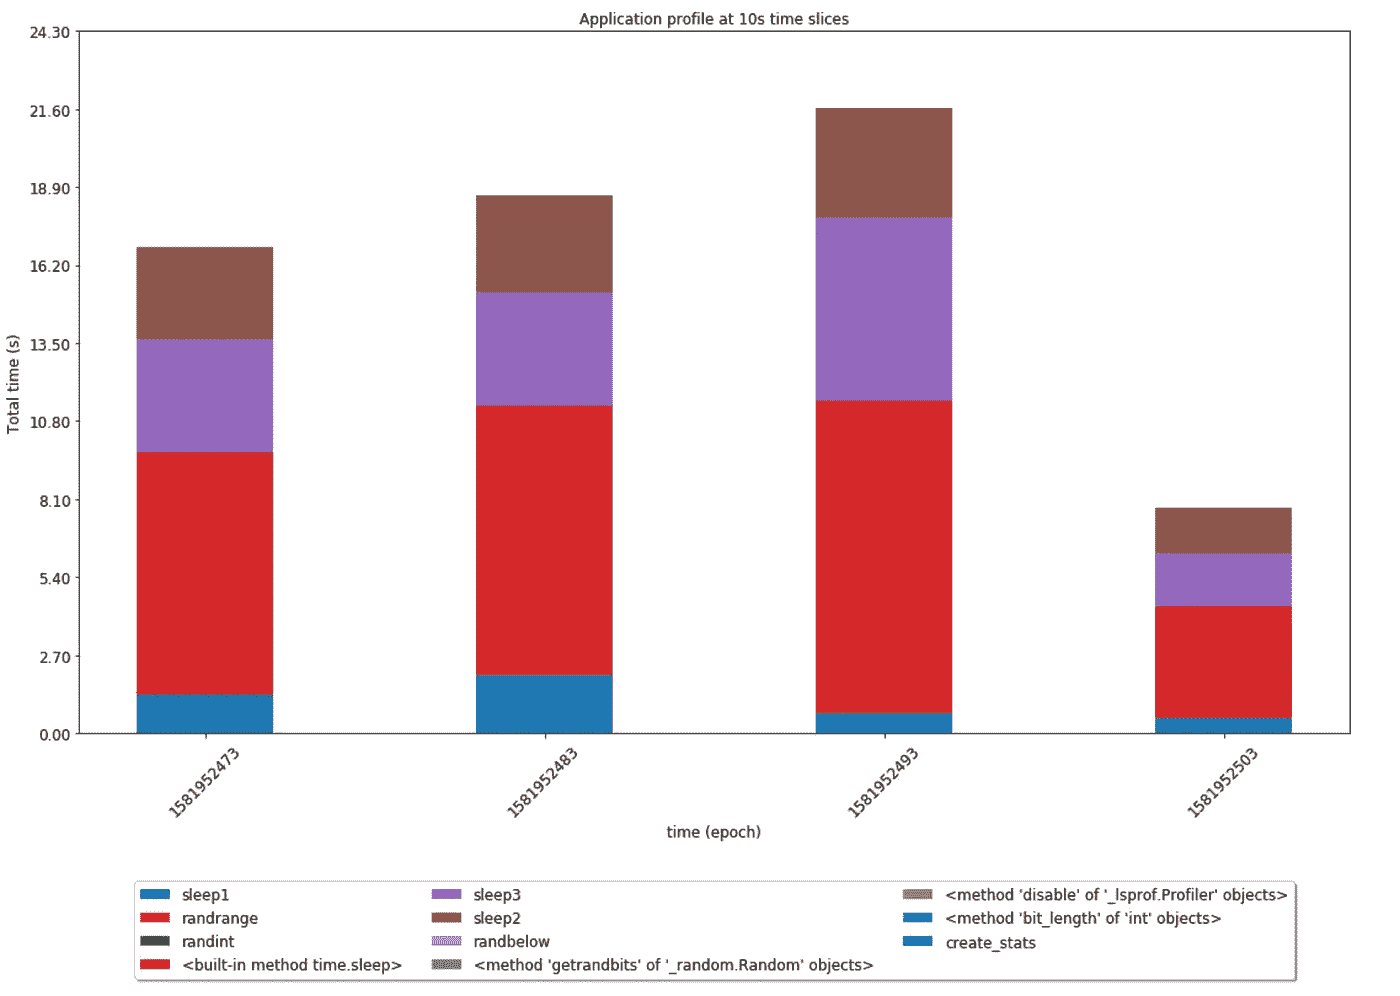 Application profile at 10s time slices
24.30
21.60
18.90
16.20
13.50
10.80
8.10
5.40
2.70
0.00
Total time (s)
1581952473
1581952483
1581952493
1581952503
time (epoch)
sleep1
randrange
randint
<built-in method time.sleep>
sleep3
sleep2
randbelow
<method 'getrandbits' of '_random.Random' objects>
<method 'disable' of '_lsprof.Profiler' objects>
<method 'bit_length' of 'int' objects>
create_stats